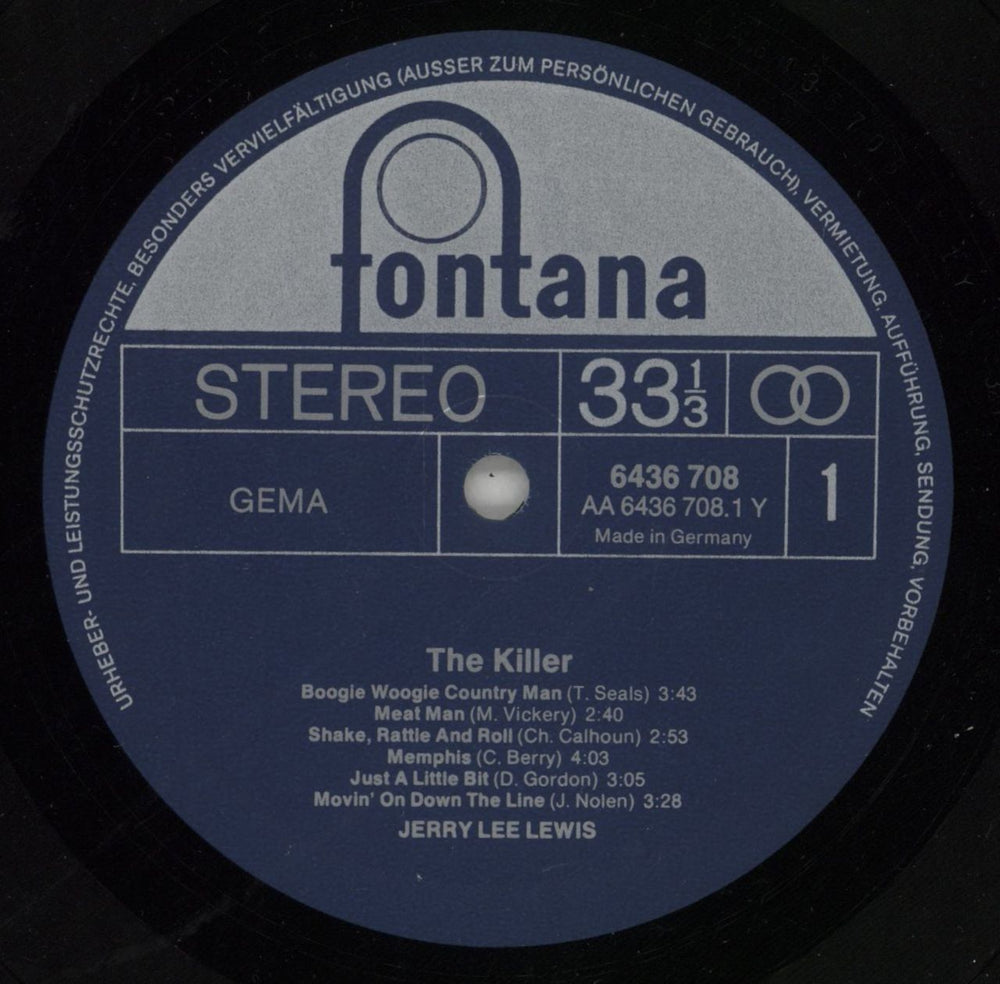 URHEBER- UND LEISTUNGSSCHUTZRECHTE, BESONDERS VERVIELFÄLTIGUNG (AUSSER ZUM PERSÖNLICHEN GEBRAUCH), VERMIETUNG, AUFFÜHRUNG, SENDUNG, VORBEHALTEN
fontana
STEREO 33 1/3
GEMA
6436 708
AA 6436 708.1 Y
Made in Germany
1
The Killer
Boogie Woogie Country Man (T. Seals) 3:43
Meat Man (M. Vickery) 2:40
Shake, Rattle And Roll (Ch. Calhoun) 2:53
Memphis (C. Berry) 4:03
Just A Little Bit (D. Gordon) 3:05
Movin' On Down The Line (J. Nolen) 3:28
JERRY LEE LEWIS